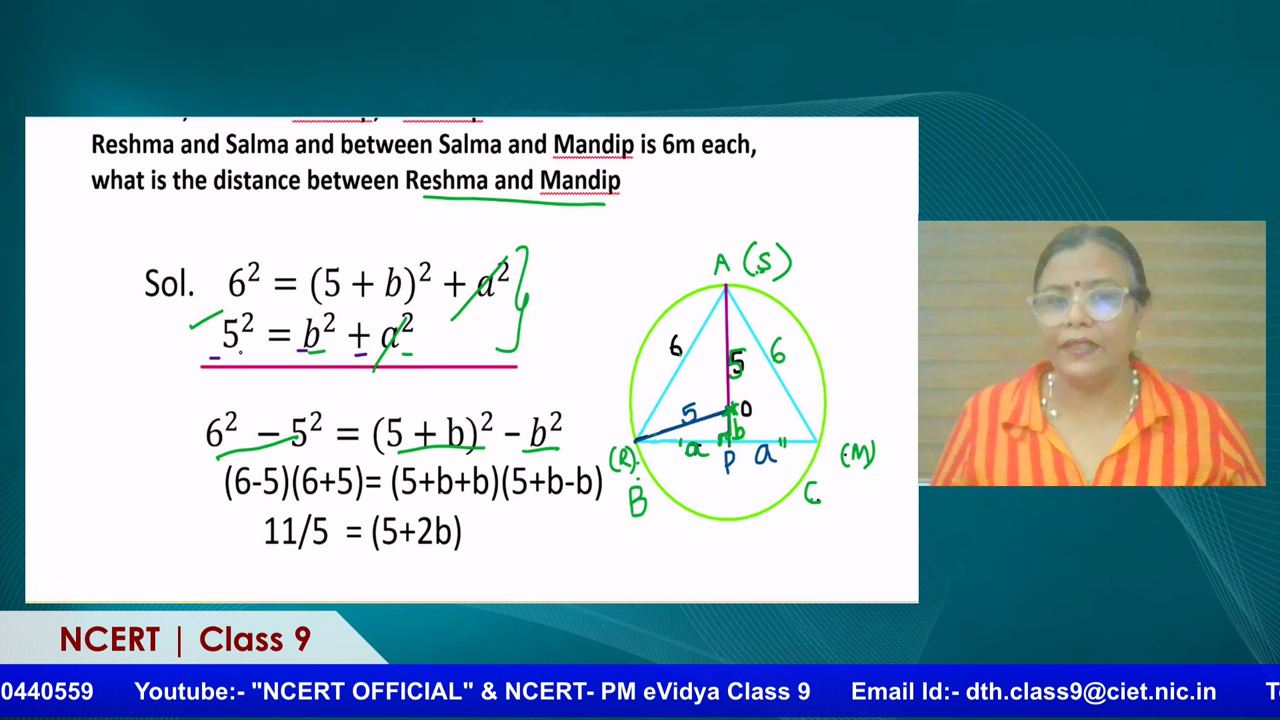 Reshma and Salma and between Salma and Mandip is 6m each,
what is the distance between Reshma and Mandip
Sol. 6² = (5 + b)² + a²
5² = b² + a²
6² − 5² = (5 + b)² − b²
(6-5)(6+5)= (5+b+b)(5+b-b)
11/5 = (5+2b)
A (S)
6
5
6
5
O
b
(R)
a
P
a
(M)
B
C
NCERT | Class 9
0440559 Youtube:- "NCERT OFFICIAL" & NCERT- PM eVidya Class 9 Email Id:- dth.class9@ciet.nic.in